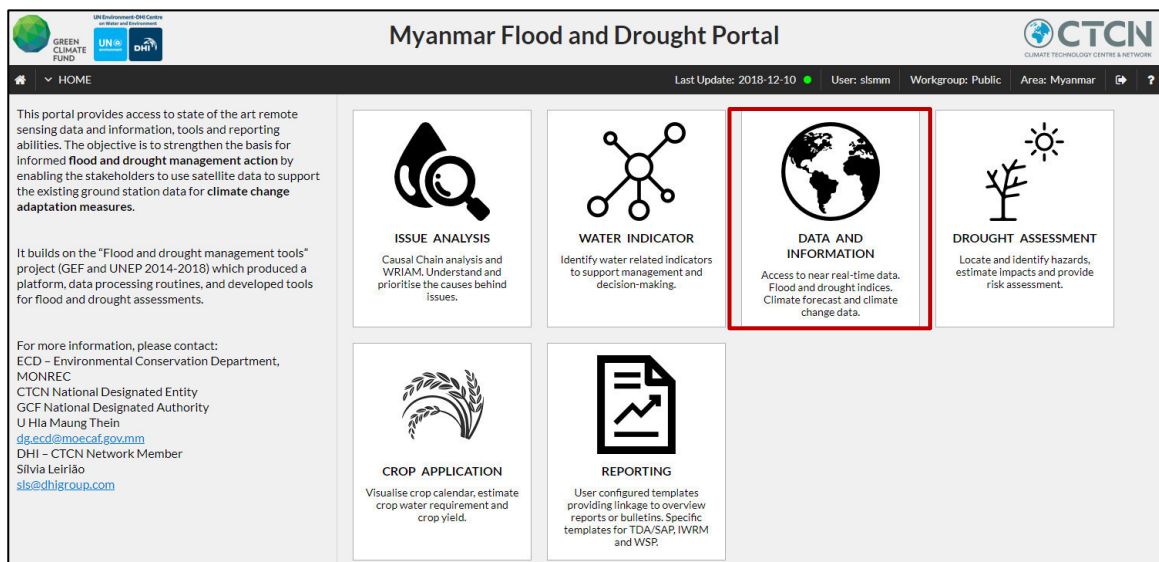 GREEN
CLIMATE
FUND
UN Environment-DHI Centre
on Water and Environment
UN
environment
DHI
Myanmar Flood and Drought Portal
CTCN
CLIMATE TECHNOLOGY CENTRE & NETWORK
HOME
Last Update: 2018-12-10
User: slsmm
Workgroup: Public
Area: Myanmar
?
This portal provides access to state of the art remote
sensing data and information, tools and reporting
abilities. The objective is to strengthen the basis for
informed flood and drought management action by
enabling the stakeholders to use satellite data to support
the existing ground station data for climate change
adaptation measures.
It builds on the "Flood and drought management tools"
project (GEF and UNEP 2014-2018) which produced a
platform, data processing routines, and developed tools
for flood and drought assessments.
For more information, please contact:
ECD – Environmental Conservation Department,
MONREC
CTCN National Designated Entity
GCF National Designated Authority
U Hla Maung Thein
dg.ecd@moecaf.gov.mm
DHI – CTCN Network Member
Sílvia Leirião
sls@dhigroup.com
ISSUE ANALYSIS
Causal Chain analysis and
WRIAM. Understand and
prioritise the causes behind
issues.
WATER INDICATOR
Identify water related indicators
to support management and
decision-making.
DATA AND
INFORMATION
Access to near real-time data.
Flood and drought indices.
Climate forecast and climate
change data.
DROUGHT ASSESSMENT
Locate and identify hazards,
estimate impacts and provide
risk assessment.
CROP APPLICATION
Visualise crop calendar, estimate
crop water requirement and
crop yield.
REPORTING
User configured templates
providing linkage to overview
reports or bulletins. Specific
templates for TDA/SAP, IWRM
and WSP.